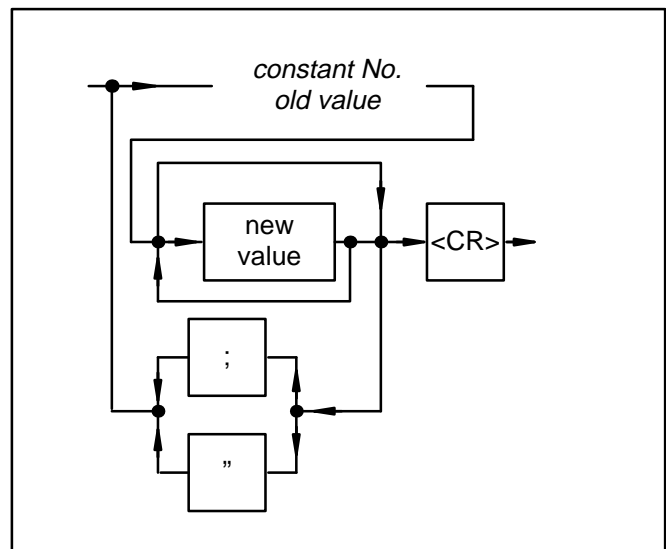 constant No.
old value
new
value
<CR>
;
”